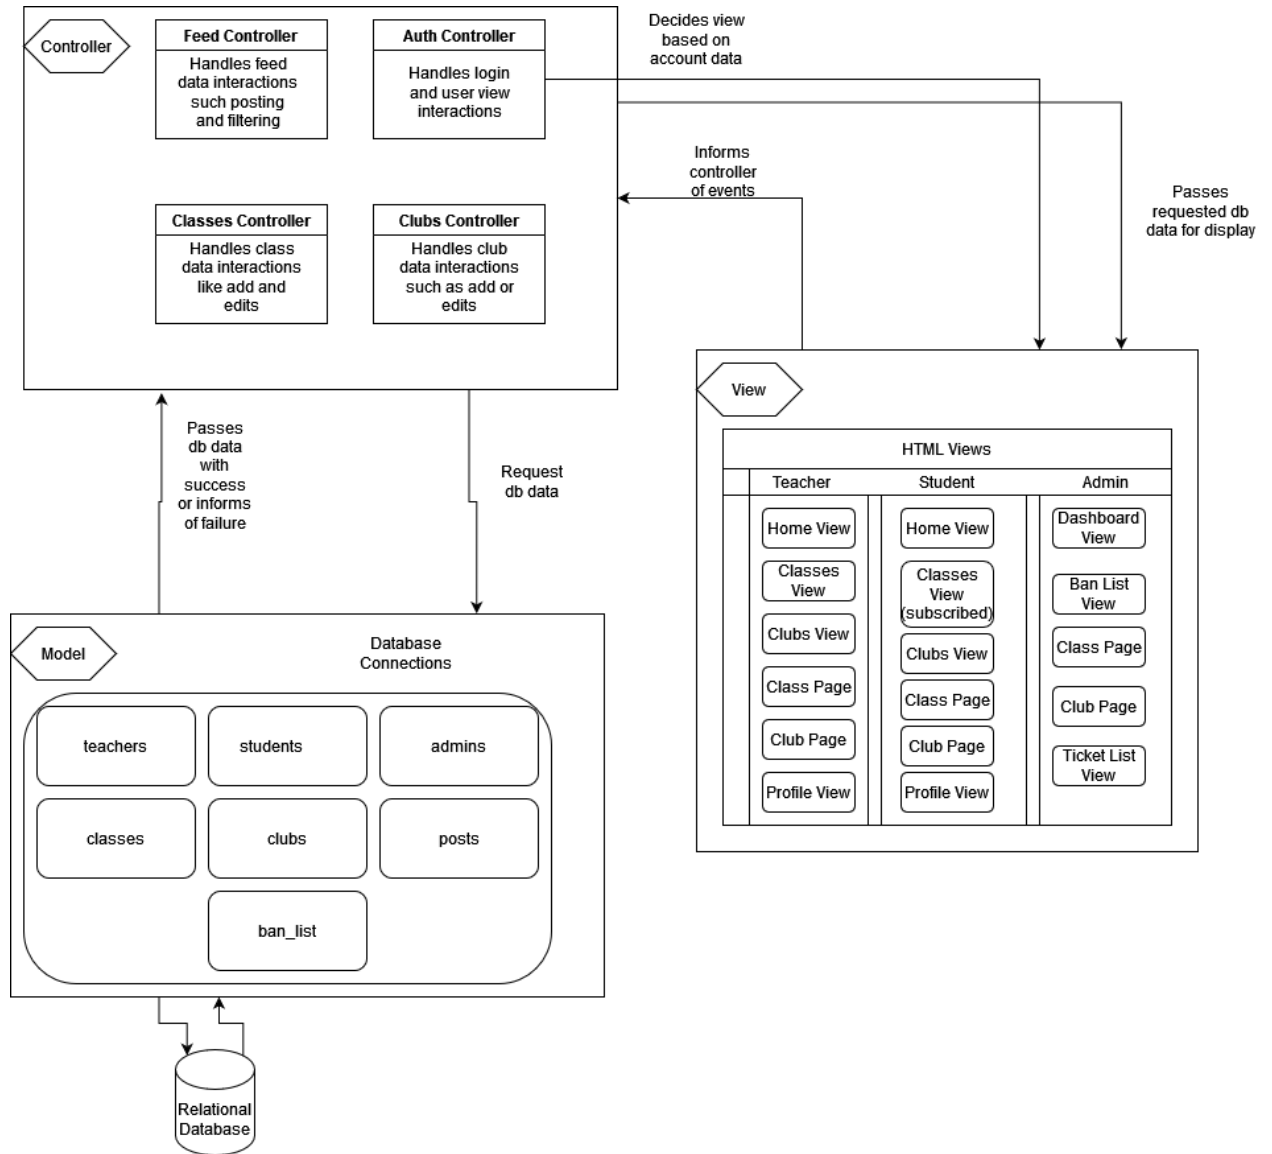 Controller
Feed Controller
Handles feed
data interactions
such posting
and filtering
Auth Controller
Handles login
and user view
interactions
Classes Controller
Handles class
data interactions
like add and
edits
Clubs Controller
Handles club
data interactions
such as add or
edits
Decides view
based on
account data
Informs
controller
of events
Passes
requested db
data for display
Passes
db data
with
success
or informs
of failure
Request
db data
View
HTML Views
Teacher
Student
Admin
Home View
Classes
View
Clubs View
Class Page
Club Page
Profile View
Home View
Classes
View
(subscribed)
Clubs View
Class Page
Club Page
Profile View
Dashboard
View
Ban List
View
Class Page
Club Page
Ticket List
View
Model
Database
Connections
teachers
students
admins
classes
clubs
posts
ban_list
Relational
Database